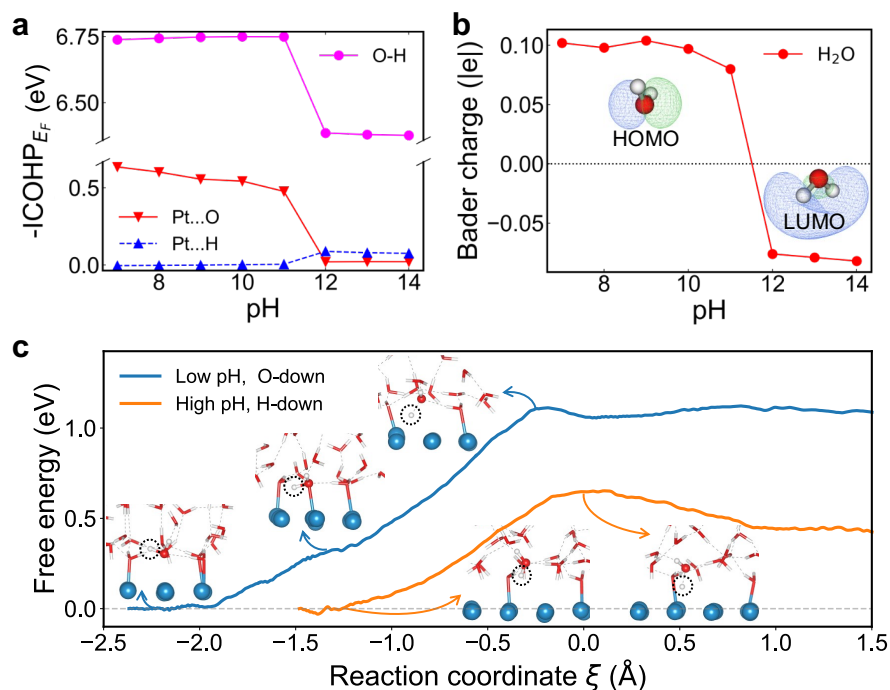 a
-ICOHP_{E_F} (eV)
6.75
6.50
0.5
0.0
O-H
Pt...O
Pt...H
8 10 12 14
pH
b
Bader charge (|e|)
0.10
0.05
0.00
−0.05
H₂O
HOMO
LUMO
8 10 12 14
pH
c
Free energy (eV)
1.0
0.5
0.0
Low pH, O-down
High pH, H-down
−2.5 −2.0 −1.5 −1.0 −0.5 0.0 0.5 1.0 1.5
Reaction coordinate ξ (Å)